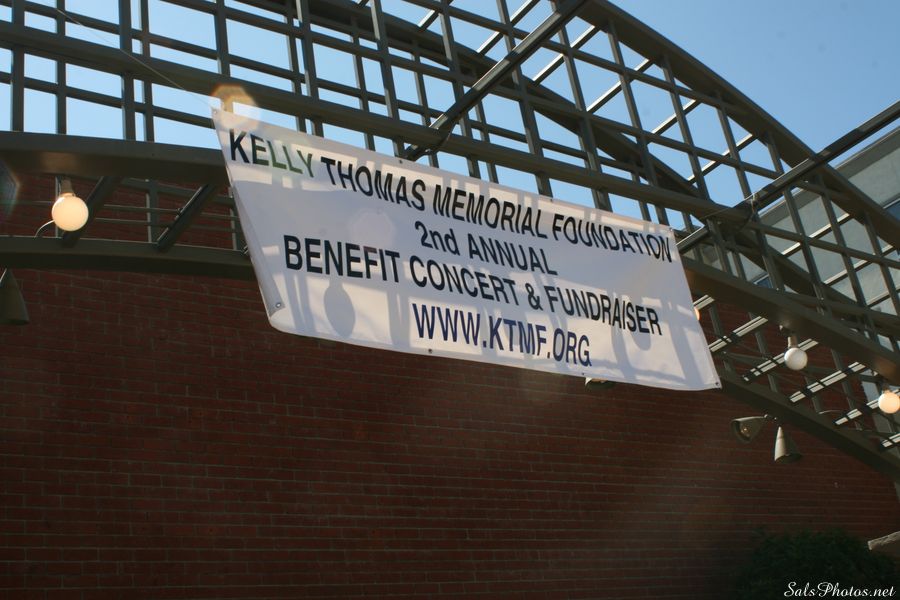 KELLY THOMAS MEMORIAL FOUNDATION
2nd ANNUAL
BENEFIT CONCERT & FUNDRAISER
WWW.KTMF.ORG
SalsPhotos.net